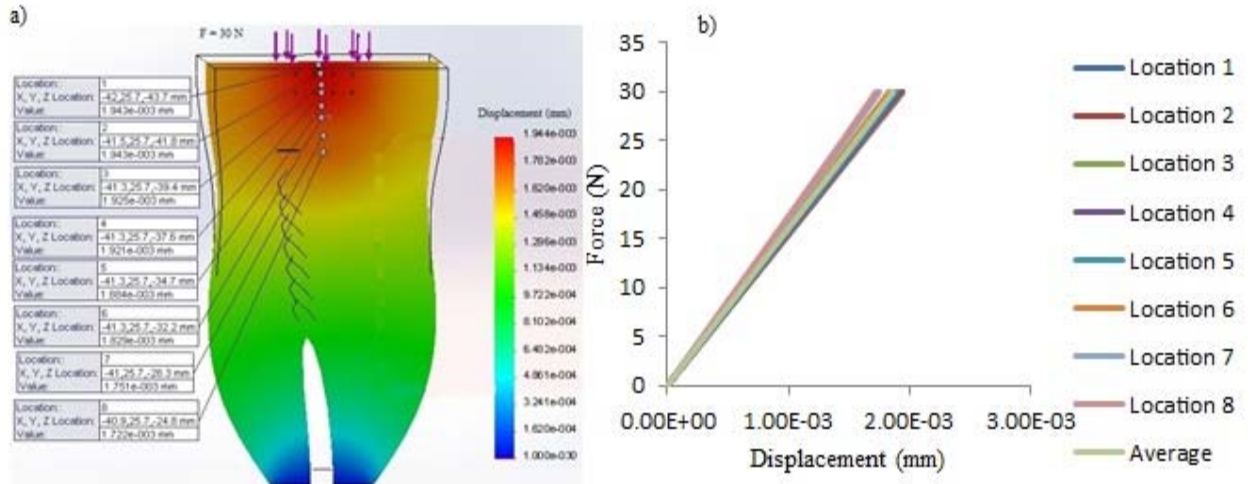 a)
F = 30 N
Location: 1
X, Y, Z Location: -42,25.7,-43.7 mm
Value: 1.943e-003 mm
Location: 2
X, Y, Z Location: -41.5,25.7,-41.8 mm
Value: 1.943e-003 mm
Location: 3
X, Y, Z Location: -41.3,25.7,-39.4 mm
Value: 1.925e-003 mm
Location: 4
X, Y, Z Location: -41.3,25.7,-37.6 mm
Value: 1.921e-003 mm
Location: 5
X, Y, Z Location: -41.3,25.7,-34.7 mm
Value: 1.884e-003 mm
Location: 6
X, Y, Z Location: -41.3,25.7,-32.2 mm
Value: 1.829e-003 mm
Location: 7
X, Y, Z Location: -41,25.7,-28.3 mm
Value: 1.751e-003 mm
Location: 8
X, Y, Z Location: -40.9,25.7,-24.8 mm
Value: 1.722e-003 mm
Displacement (mm)
1.944e-003
1.782e-003
1.620e-003
1.458e-003
1.296e-003
1.134e-003
9.722e-004
8.102e-004
6.482e-004
4.861e-004
3.241e-004
1.620e-004
1.000e-030
b)
Force (N)
35
30
25
20
15
10
5
0
0.00E+00 1.00E-03 2.00E-03 3.00E-03
Displacement (mm)
Location 1
Location 2
Location 3
Location 4
Location 5
Location 6
Location 7
Location 8
Average